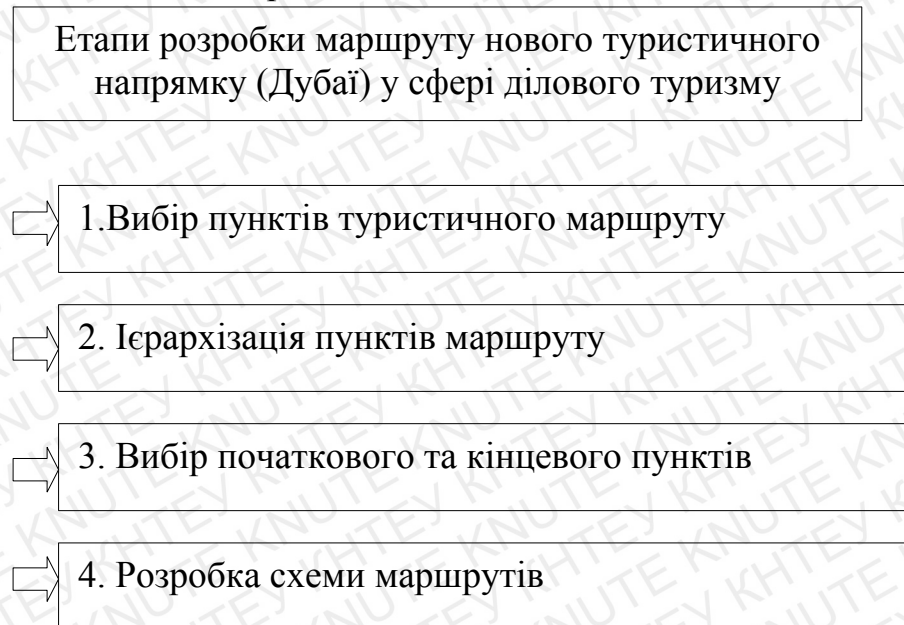 Етапи розробки маршруту нового туристичного
напрямку (Дубаї) у сфері ділового туризму
1.Вибір пунктів туристичного маршруту
2. Ієрархізація пунктів маршруту
3. Вибір початкового та кінцевого пунктів
4. Розробка схеми маршрутів